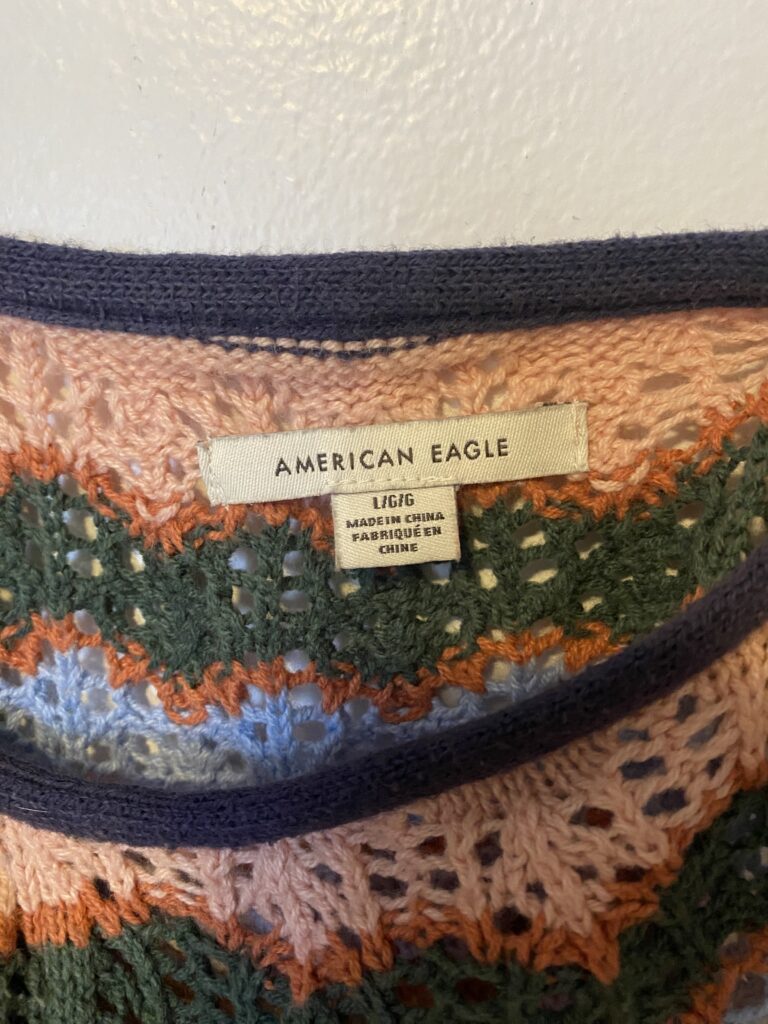 AMERICAN EAGLE
L/G/G
MADE IN CHINA
FABRIQUÉ EN
CHINE